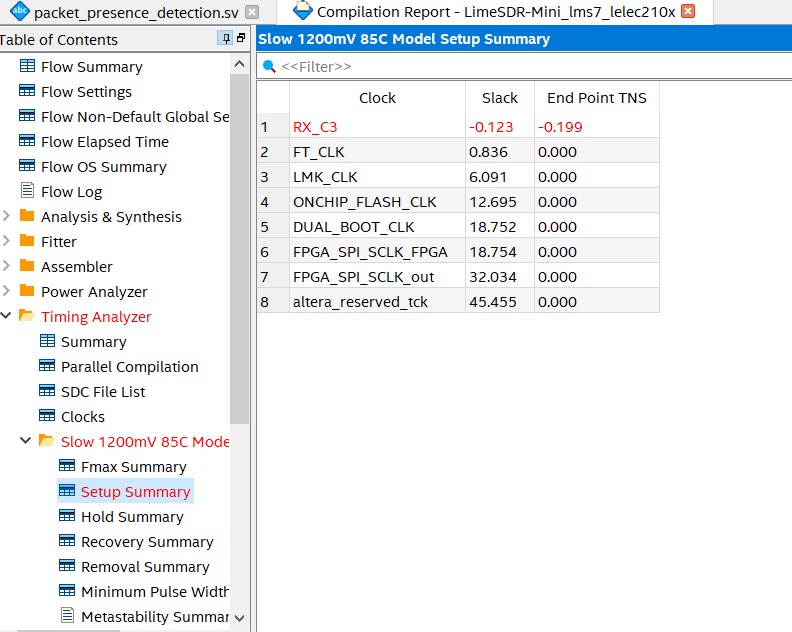 abc packet_presence_detection.sv
Compilation Report - LimeSDR-Mini_lms7_lelec210x
Table of Contents
Flow Summary
Flow Settings
Flow Non-Default Global Se
Flow Elapsed Time
Flow OS Summary
Flow Log
Analysis & Synthesis
Fitter
Assembler
Power Analyzer
Timing Analyzer
Summary
Parallel Compilation
SDC File List
Clocks
Slow 1200mV 85C Mode
Fmax Summary
Setup Summary
Hold Summary
Recovery Summary
Removal Summary
Minimum Pulse Width
Metastability Summar
Slow 1200mV 85C Model Setup Summary
<<Filter>>
Clock Slack End Point TNS
1 RX_C3 -0.123 -0.199
2 FT_CLK 0.836 0.000
3 LMK_CLK 6.091 0.000
4 ONCHIP_FLASH_CLK 12.695 0.000
5 DUAL_BOOT_CLK 18.752 0.000
6 FPGA_SPI_SCLK_FPGA 18.754 0.000
7 FPGA_SPI_SCLK_out 32.034 0.000
8 altera_reserved_tck 45.455 0.000